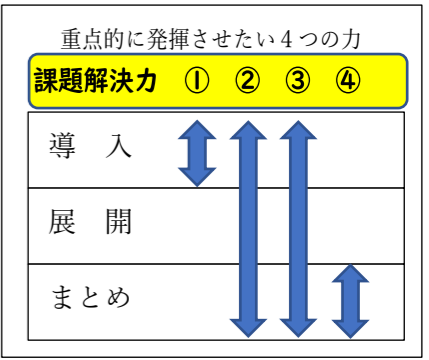 重点的に発揮させたい4つの力
課題解決力 ① ② ③ ④
導 入
展 開
まとめ